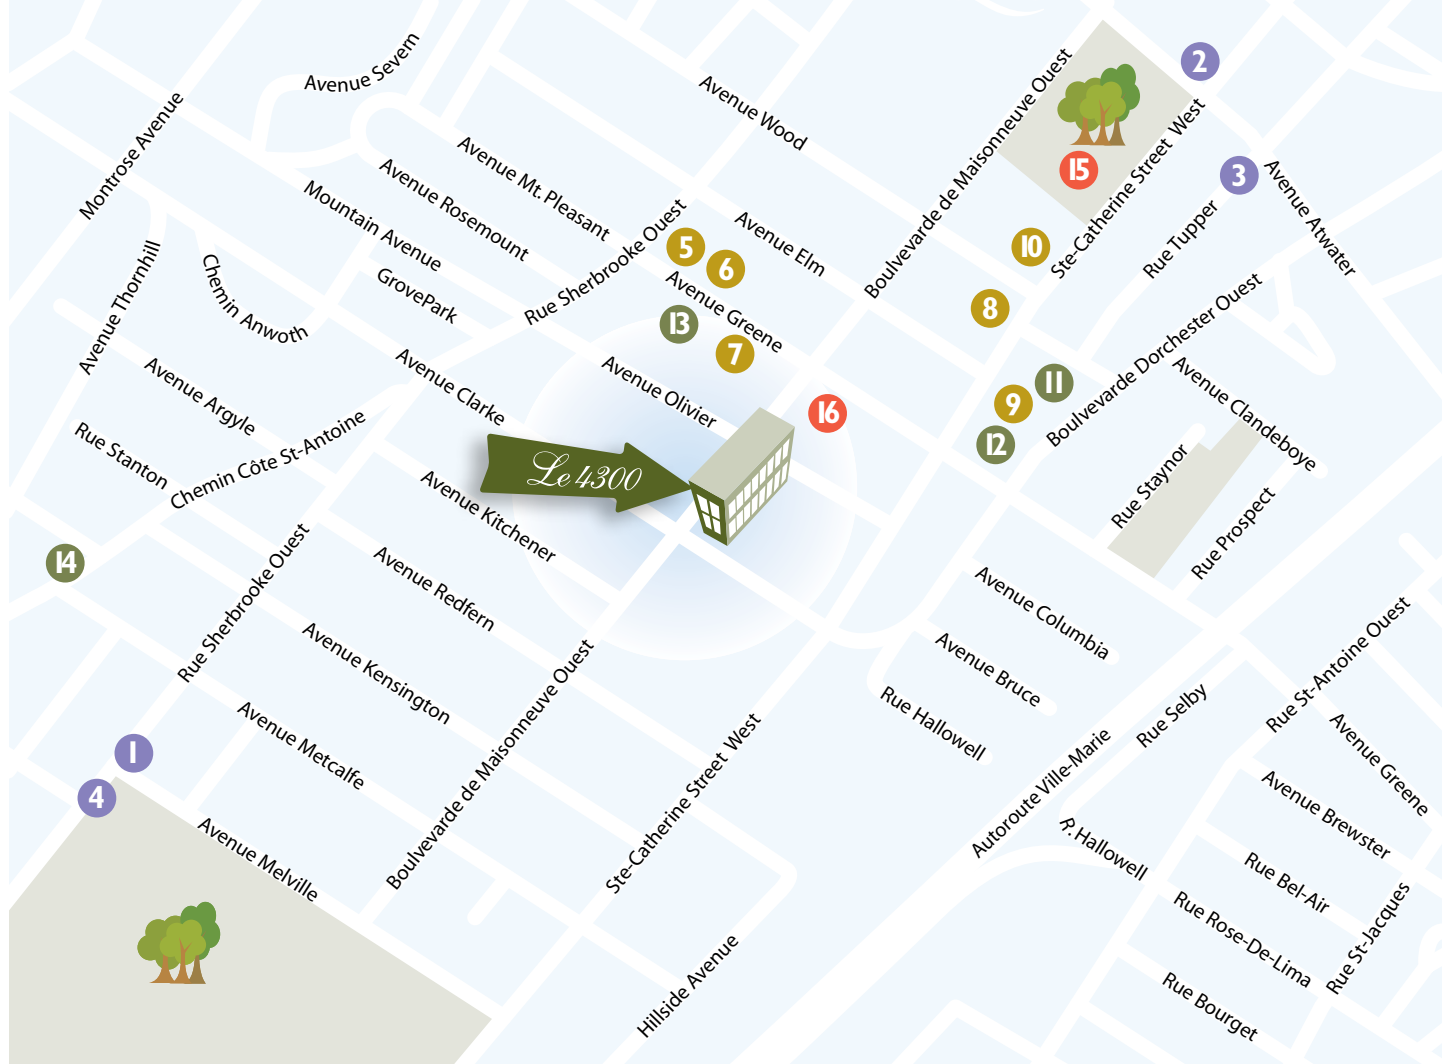 Avenue Severn
2
Montrose Avenue
Avenue Wood
Boulvevarde de Maisonneuve Ouest
Ste-Catherine Street West
15
3
Avenue Mt. Pleasant
Avenue Rosemount
Mountain Avenue
Avenue Atwater
Rue Tupper
Rue Sherbrooke Ouest
Avenue Elm
5
6
10
Avenue Thornhill
Chemin Anwoth
GrovePark
Avenue Greene
8
13
7
Boulvevarde Dorchester Ouest
Avenue Clarke
Avenue Argyle
Avenue Olivier
11
9
12
16
Avenue Clandeboye
Chemin Côte St-Antoine
Rue Stanton
Le 4300
Rue Staynor
Rue Prospect
Avenue Kitchener
14
Rue Sherbrooke Ouest
Avenue Redfern
Avenue Columbia
Avenue Kensington
Avenue Bruce
Rue St-Antoine Ouest
Boulvevarde de Maisonneuve Ouest
Rue Hallowell
Rue Selby
Avenue Metcalfe
Ste-Catherine Street West
Autoroute Ville-Marie
Avenue Greene
1
4
Avenue Brewster
Avenue Melville
R. Hallowell
Rue Bel-Air
Rue Rose-De-Lima
Rue St-Jacques
Hillside Avenue
Rue Bourget